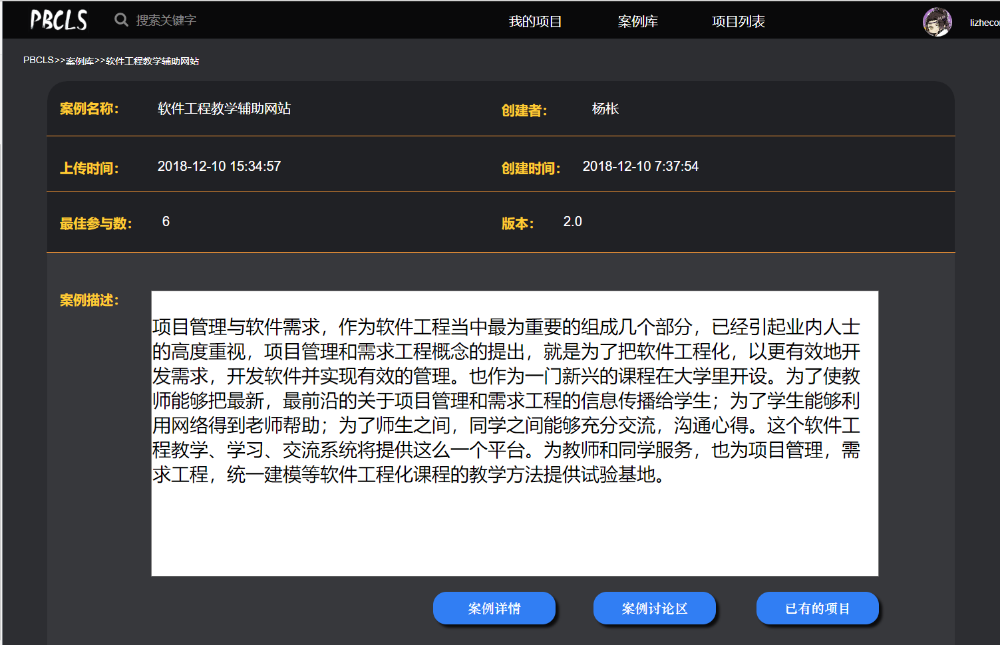 PBCLS
搜索关键字
我的项目
案例库
项目列表
lizhecor
PBCLS>>案例库>>软件工程教学辅助网站
案例名称： 软件工程教学辅助网站
创建者： 杨枨
上传时间： 2018-12-10 15:34:57
创建时间： 2018-12-10 7:37:54
最佳参与数： 6
版本： 2.0
案例描述：
项目管理与软件需求，作为软件工程当中最为重要的组成几个部分，已经引起业内人士
的高度重视，项目管理和需求工程概念的提出，就是为了把软件工程化，以更有效地开
发需求，开发软件并实现有效的管理。也作为一门新兴的课程在大学里开设。为了使教
师能够把最新，最前沿的关于项目管理和需求工程的信息传播给学生；为了学生能够利
用网络得到老师帮助；为了师生之间，同学之间能够充分交流，沟通心得。这个软件工
程教学、学习、交流系统将提供这么一个平台。为教师和同学服务，也为项目管理，需
求工程，统一建模等软件工程化课程的教学方法提供试验基地。
案例详情
案例讨论区
已有的项目